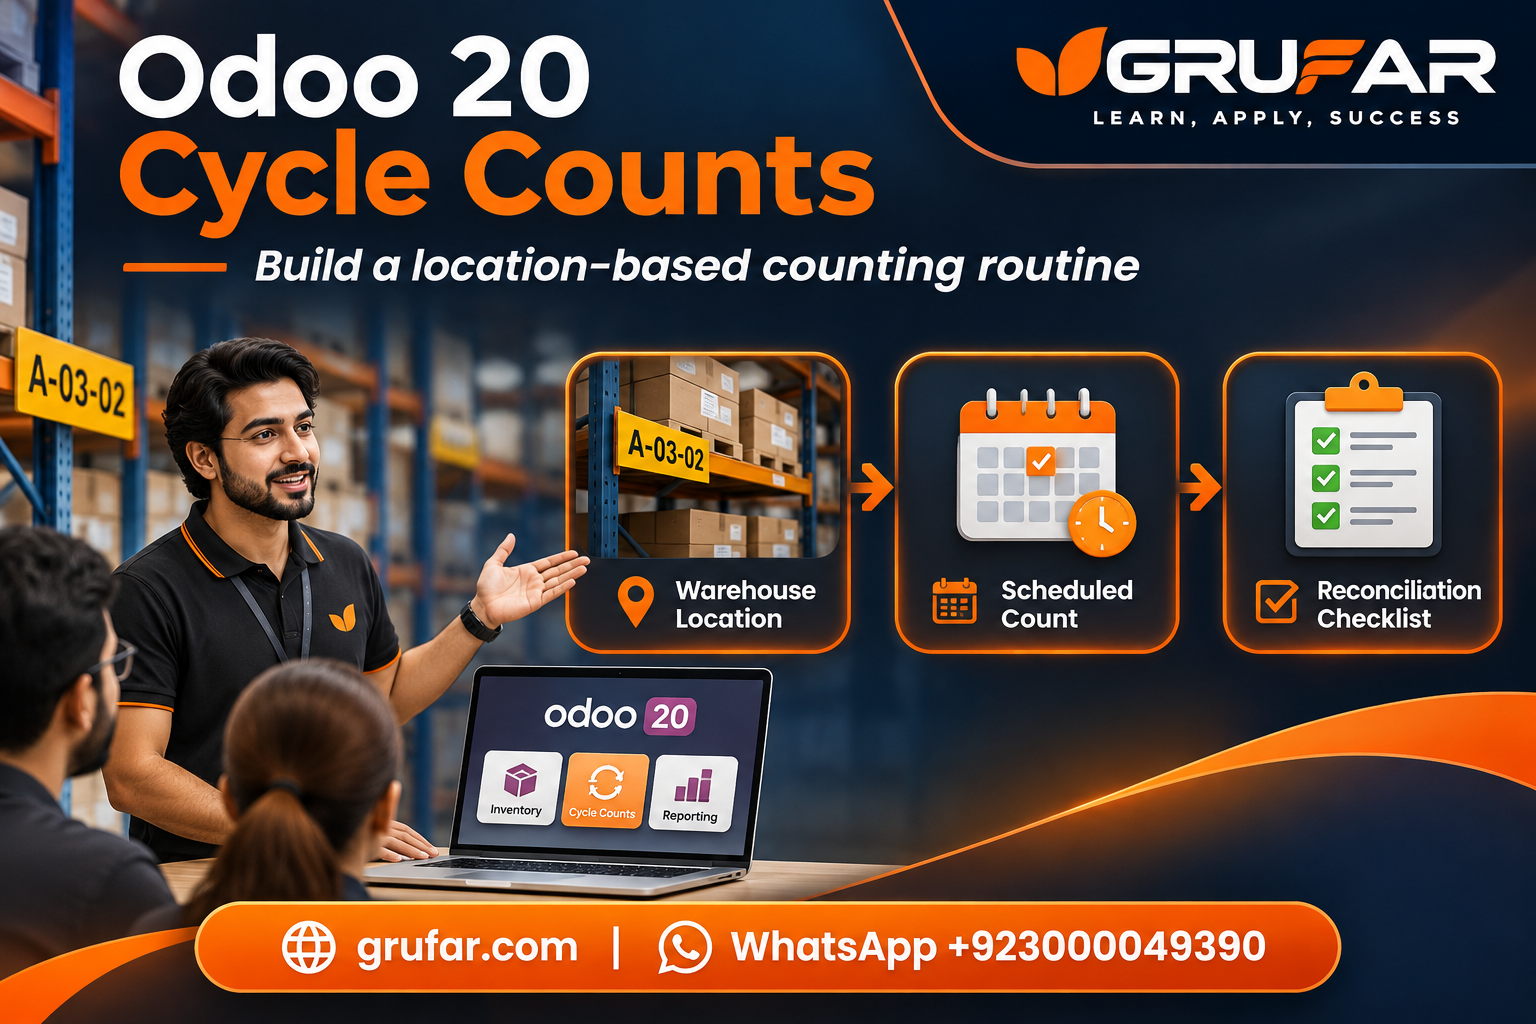 Odoo 20
Cycle Counts
Build a location-based counting routine
GRUFAR
LEARN, APPLY, SUCCESS
A-03-02
A-03-02
Warehouse
Location
Scheduled
Count
Reconciliation
Checklist
odoo 20
Inventory
Cycle Counts
Reporting
grufar.com | WhatsApp +923000049390